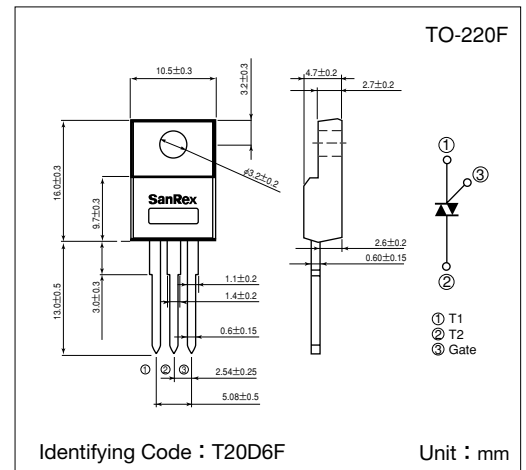 TO-220F
10.5±0.3
3.2±0.3
4.7±0.2
2.7±0.2
16.0±0.3
9.7±0.3
φ3.2±0.2
SanRex
13.0±0.5
3.0±0.3
1.1±0.2
1.4±0.2
0.6±0.15
2.54±0.25
5.08±0.5
① ② ③
2.6±0.2
0.60±0.15
①
③
②
① T1
② T2
③ Gate
Identifying Code：T20D6F
Unit：mm